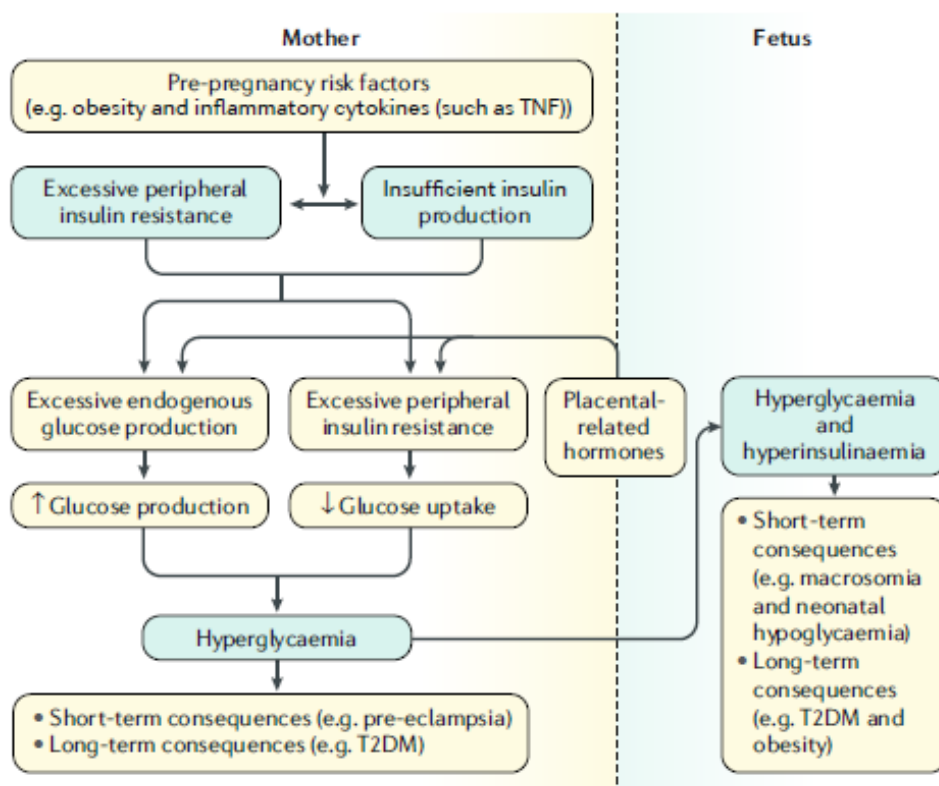 Mother
Fetus
Pre-pregnancy risk factors
(e.g. obesity and inflammatory cytokines (such as TNF))
Excessive peripheral
insulin resistance
Insufficient insulin
production
Excessive endogenous
glucose production
Excessive peripheral
insulin resistance
Placental-
related
hormones
Hyperglycaemia
and
hyperinsulinaemia
↑ Glucose production
↓ Glucose uptake
Hyperglycaemia
• Short-term consequences (e.g. pre-eclampsia)
• Long-term consequences (e.g. T2DM)
• Short-term
consequences
(e.g. macrosomia
and neonatal
hypoglycaemia)
• Long-term
consequences
(e.g. T2DM and
obesity)